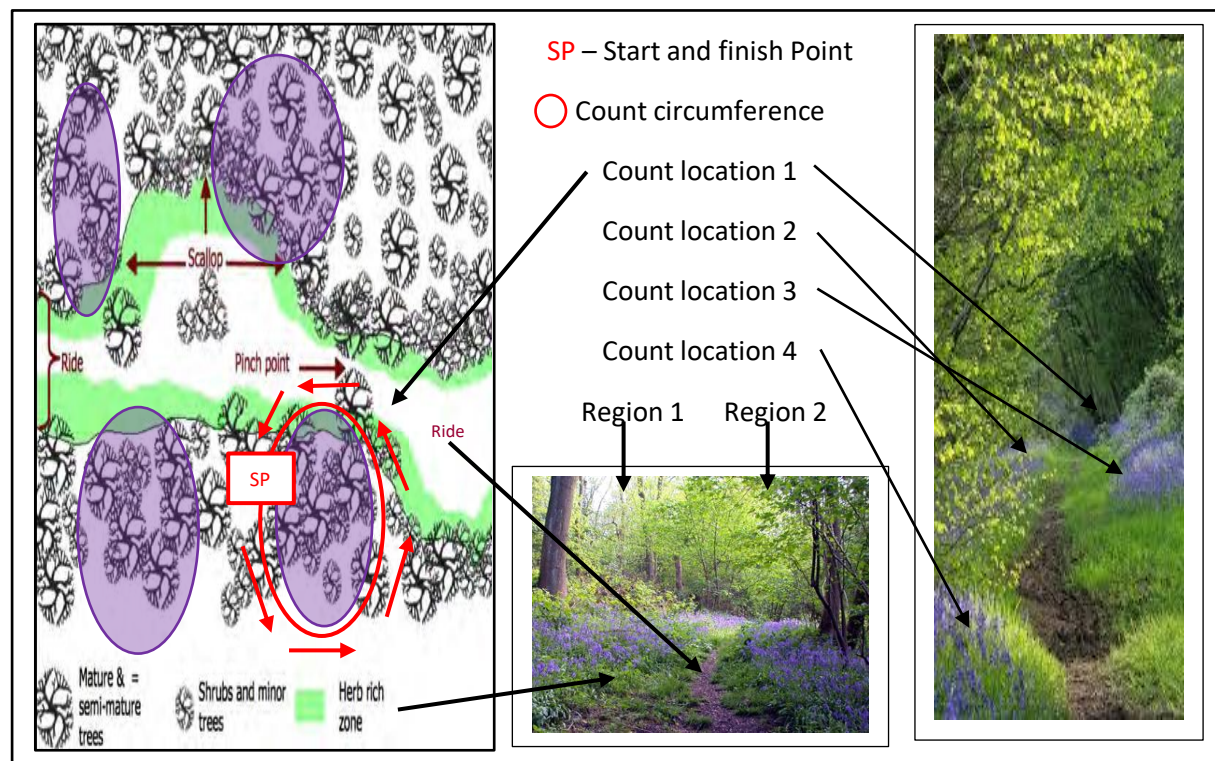 SP – Start and finish Point
Count circumference
Count location 1
Count location 2
Count location 3
Count location 4
Region 1
Region 2
Scallop
Ride
Pinch point
Ride
SP
Mature & =
semi-mature
trees
Shrubs and minor
trees
Herb rich
zone